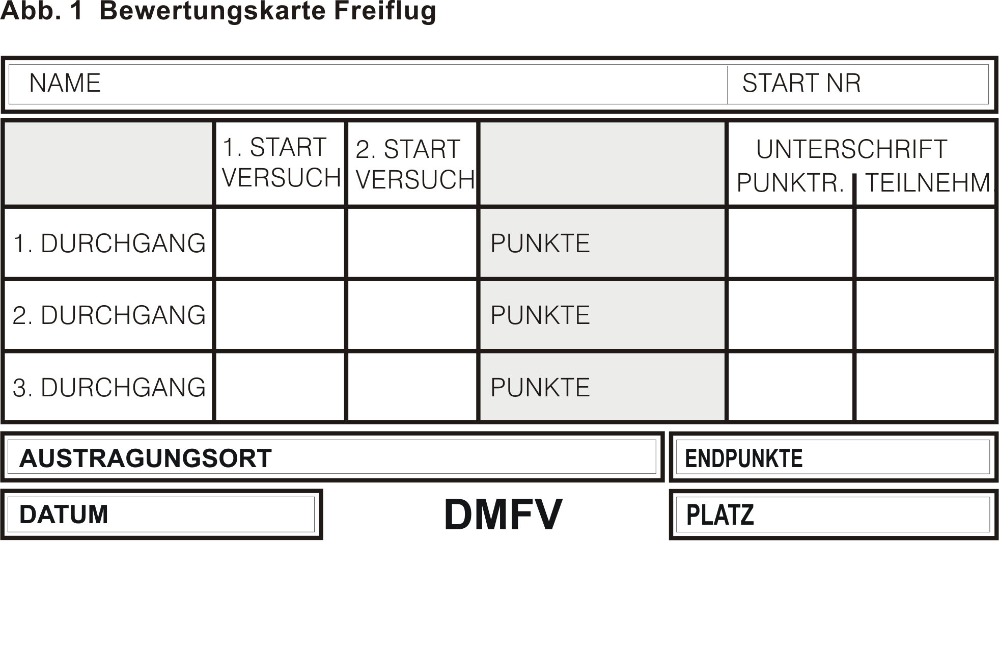 Abb. 1 Bewertungskarte Freiflug
NAME START NR
1. START VERSUCH 2. START VERSUCH UNTERSCHRIFT
PUNKTR. TEILNEHM.
1. DURCHGANG PUNKTE
2. DURCHGANG PUNKTE
3. DURCHGANG PUNKTE
AUSTRAGUNGSORT ENDPUNKTE
DATUM DMFV PLATZ